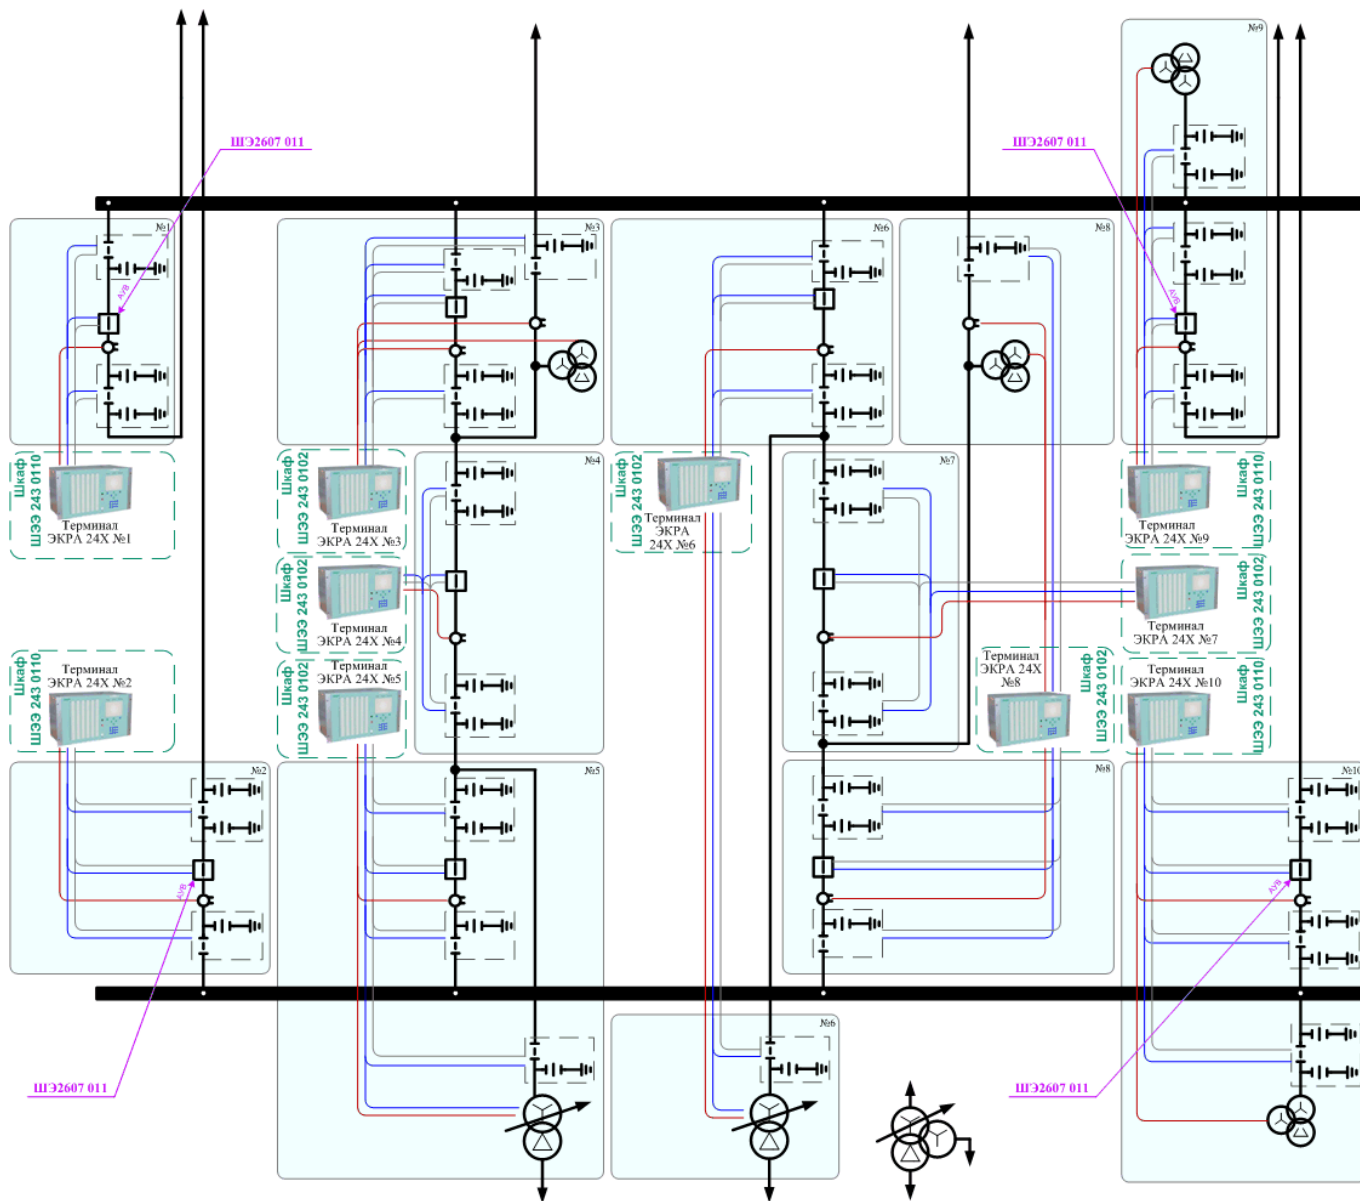 №9
ШЭ2607 011
ШЭ2607 011
№1
№3
№6
№8
АУВ
АУВ
Шкаф
ШЭЭ 243 0110
Терминал
ЭКРА 24Х №1
Шкаф
ШЭЭ 243 0102
Терминал
ЭКРА 24Х №3
№4
Шкаф
ШЭЭ 243 0102
Терминал
ЭКРА
24Х №6
№7
Шкаф
ШЭЭ 243 0110
Терминал
ЭКРА 24Х №9
Шкаф
ШЭЭ 243 0102
Терминал
ЭКРА 24Х №4
Шкаф
ШЭЭ 243 0102
Терминал
ЭКРА 24Х №7
Шкаф
ШЭЭ 243 0110
Терминал
ЭКРА 24Х №2
Шкаф
ШЭЭ 243 0102
Терминал
ЭКРА 24Х №5
Шкаф
ШЭЭ 243 0102
Терминал
ЭКРА 24Х
№8
Шкаф
ШЭЭ 243 0110
Терминал
ЭКРА 24Х №10
№2
№5
№8
№10
АУВ
АУВ
№6
ШЭ2607 011
ШЭ2607 011